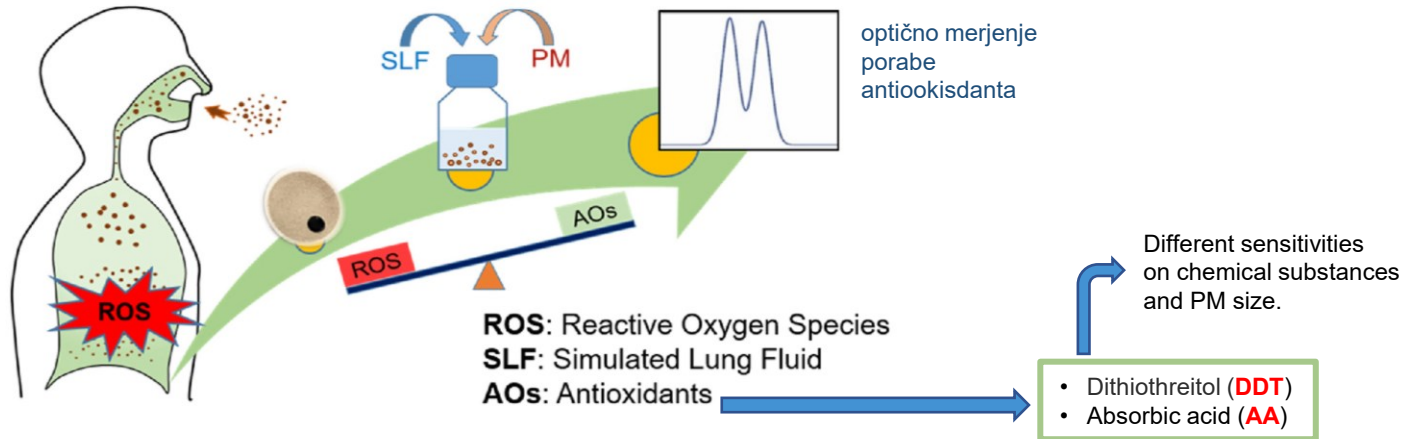 SLF
PM
optično merjenje
porabe
antiookisdanta
AOs
ROS
ROS
ROS: Reactive Oxygen Species
SLF: Simulated Lung Fluid
AOs: Antioxidants
Different sensitivities
on chemical substances
and PM size.
• Dithiothreitol (DDT)
• Absorbic acid (AA)